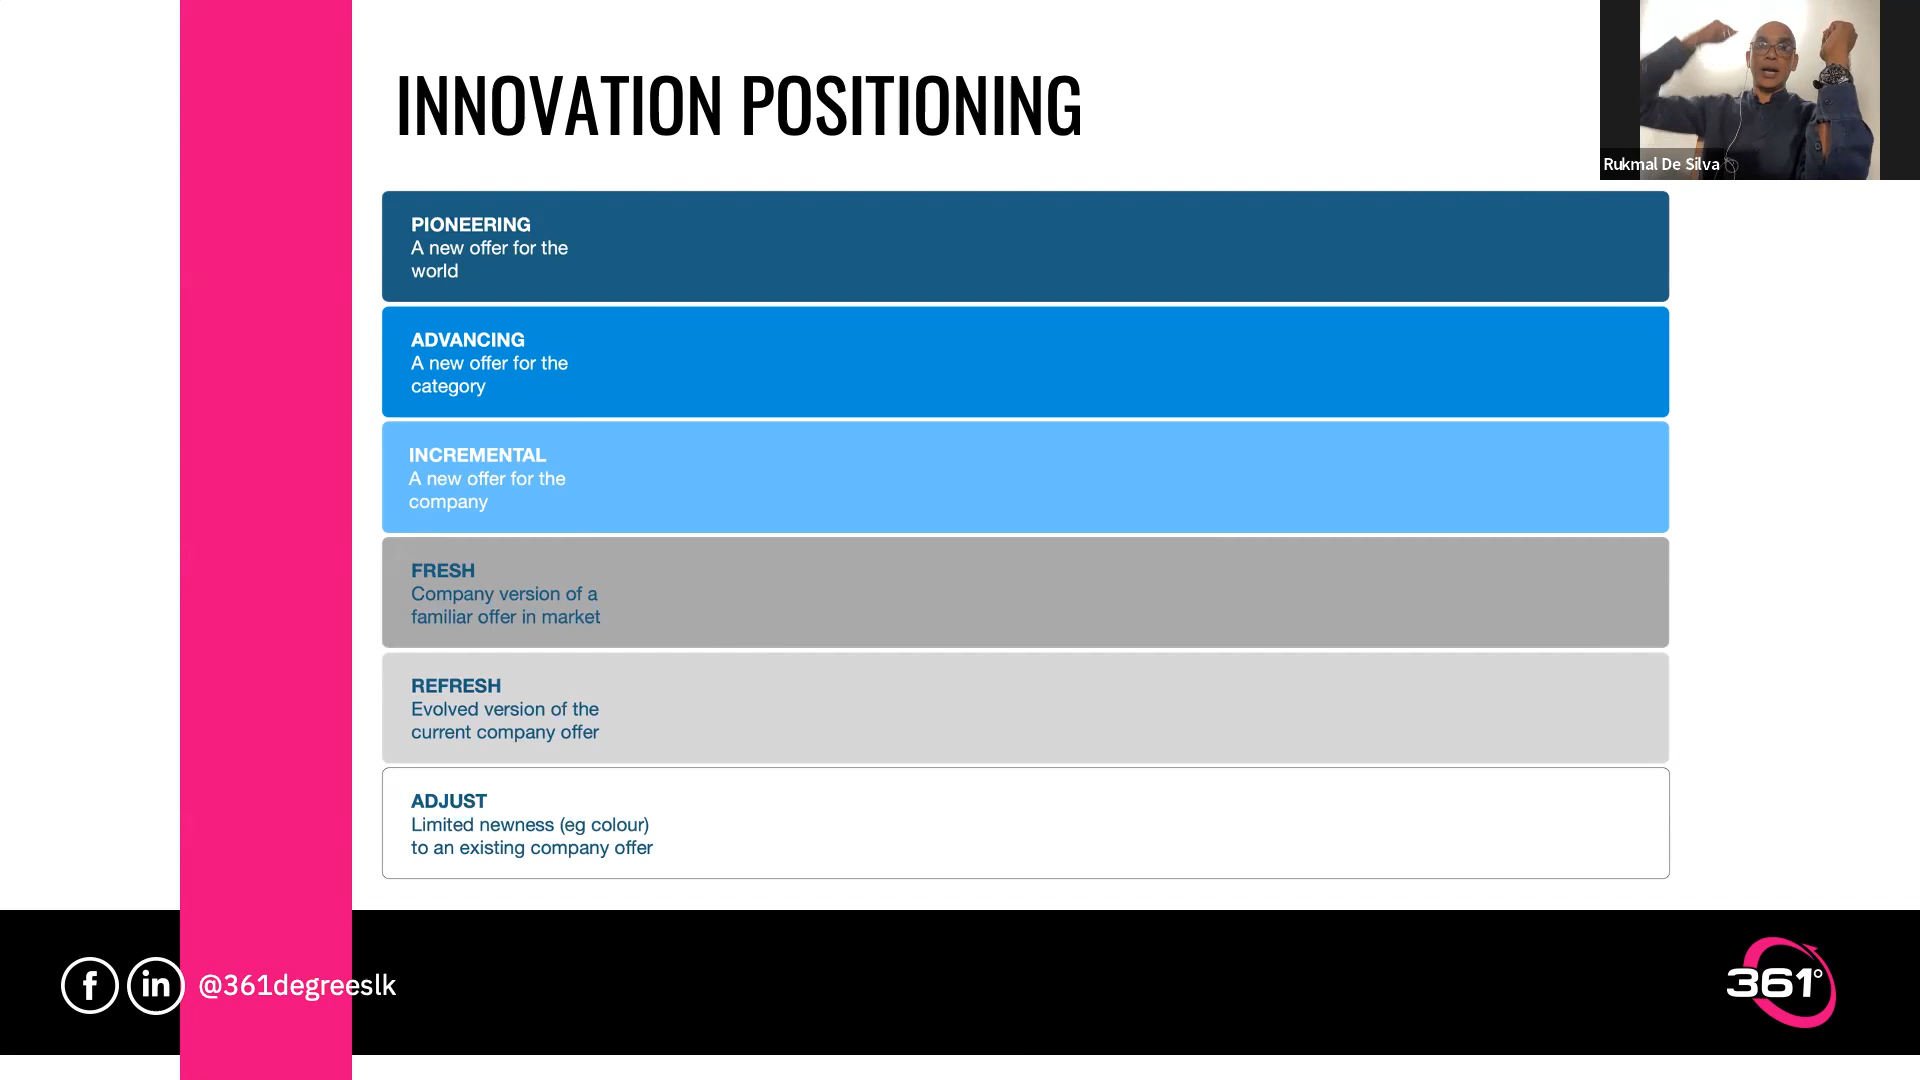 INNOVATION POSITIONING
Rukmal De Silva
PIONEERING
A new offer for the
world
ADVANCING
A new offer for the
category
INCREMENTAL
A new offer for the
company
FRESH
Company version of a
familiar offer in market
REFRESH
Evolved version of the
current company offer
ADJUST
Limited newness (eg colour)
to an existing company offer
f in @361degreeslk
361°